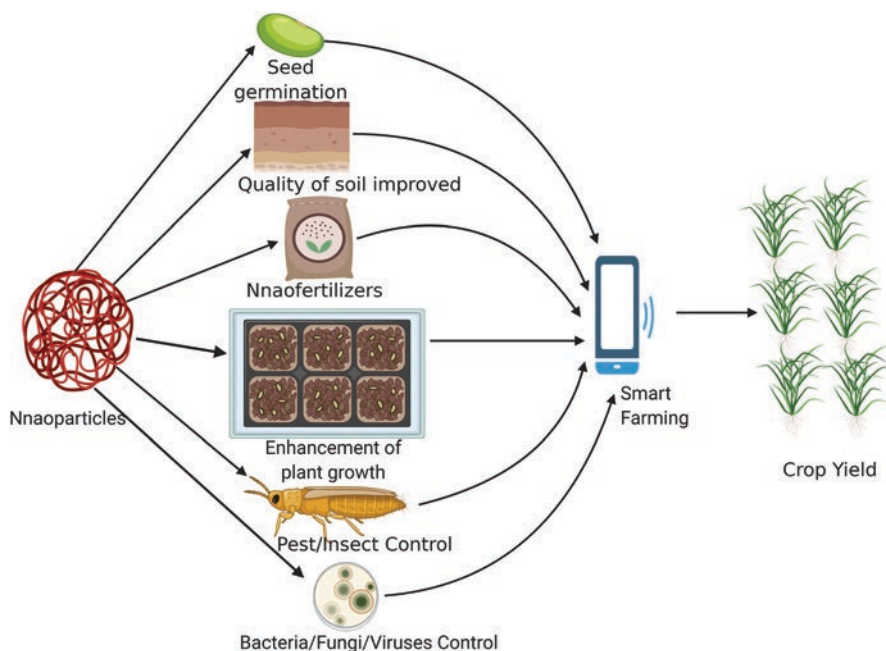 Seed
germination
Quality of soil improved
Nnaofertilizers
Nnaoparticles
Enhancement of
plant growth
Smart
Farming
Crop Yield
Pest/Insect Control
Bacteria/Fungi/Viruses Control